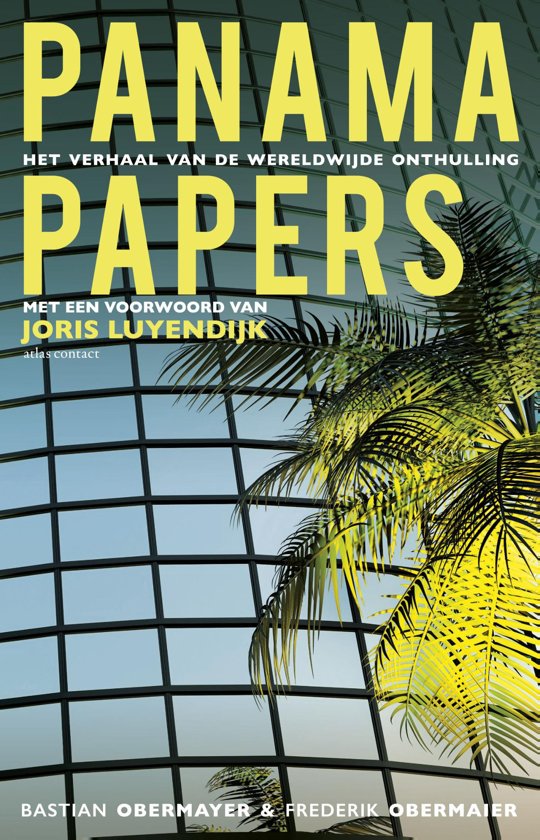 PANAMA
HET VERHAAL VAN DE WERELDWIJDE ONTHULLING
PAPERS
MET EEN VOORWOORD VAN
JORIS LUYENDIJK
atlas contact
BASTIAN OBERMAYER & FREDERIK OBERMAIER